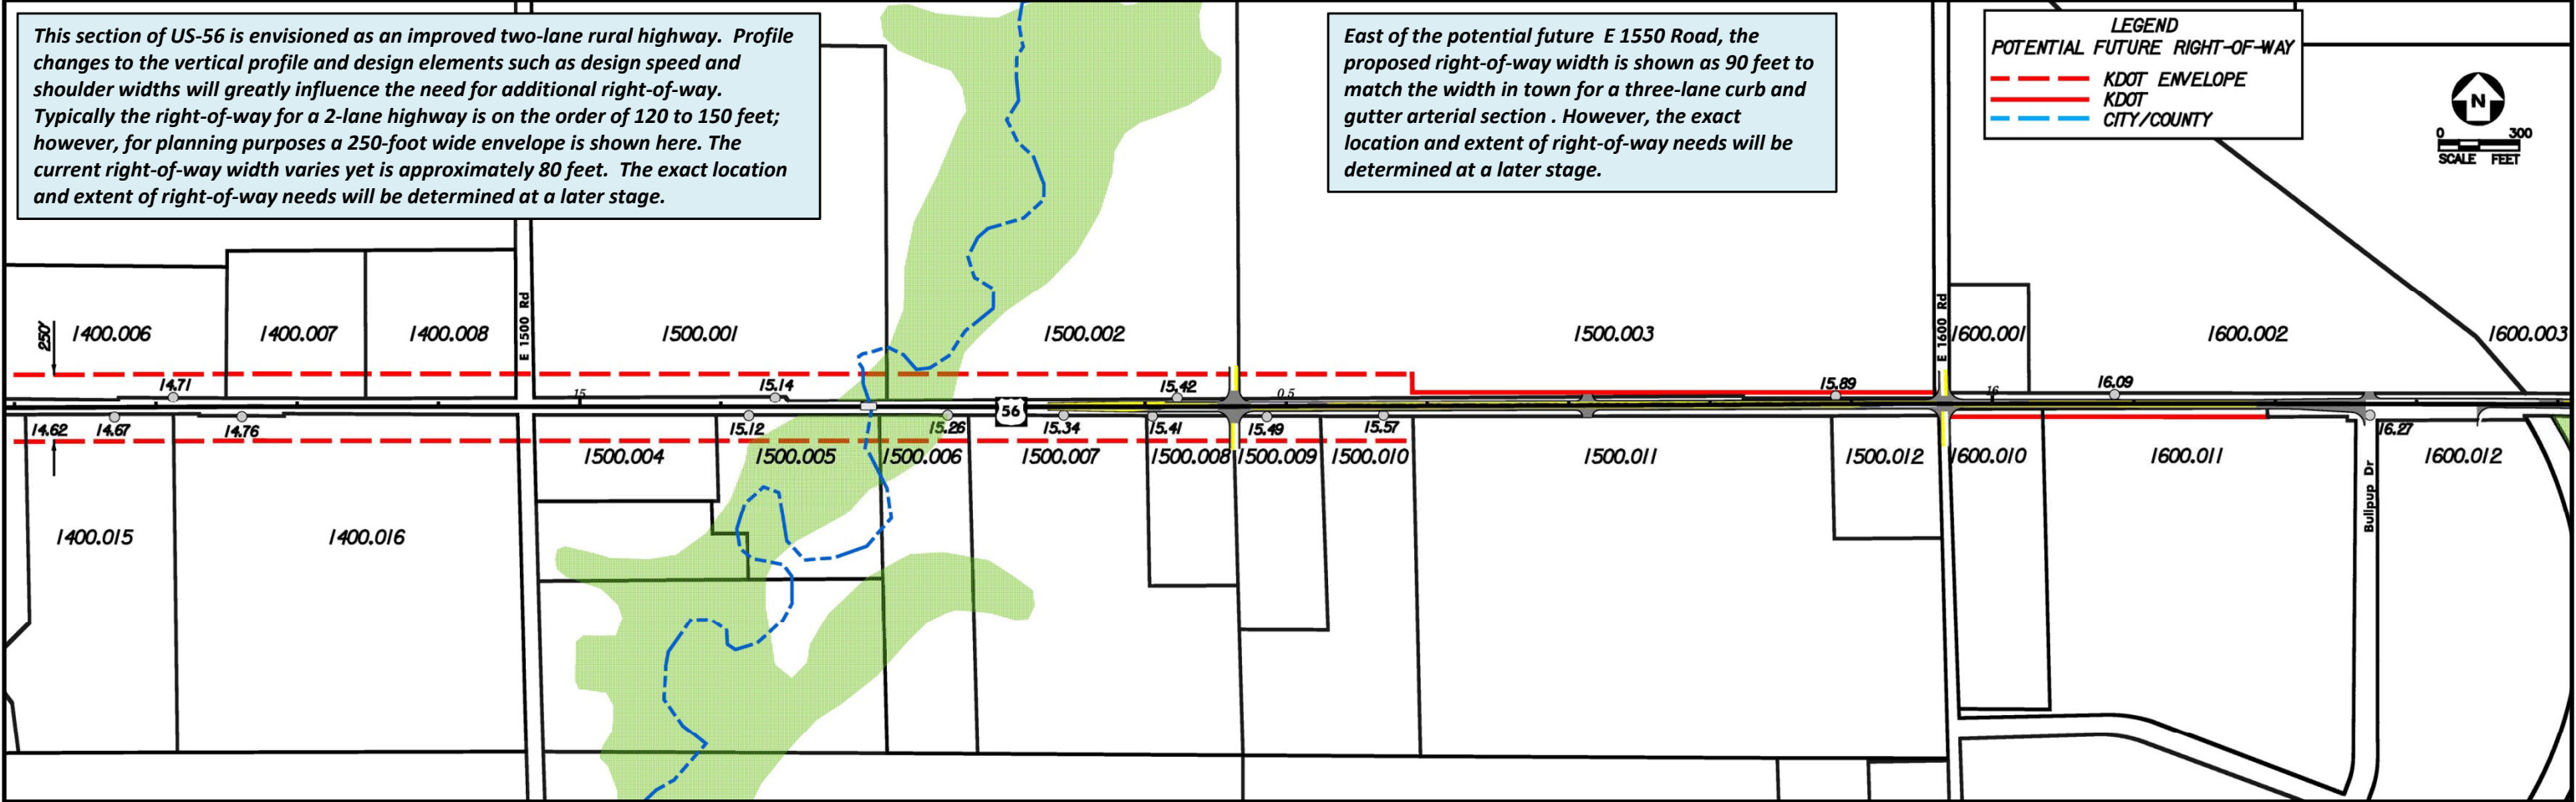 This section of US-56 is envisioned as an improved two-lane rural highway. Profile
changes to the vertical profile and design elements such as design speed and
shoulder widths will greatly influence the need for additional right-of-way.
Typically the right-of-way for a 2-lane highway is on the order of 120 to 150 feet;
however, for planning purposes a 250-foot wide envelope is shown here. The
current right-of-way width varies yet is approximately 80 feet. The exact location
and extent of right-of-way needs will be determined at a later stage.
East of the potential future E 1550 Road, the
proposed right-of-way width is shown as 90 feet to
match the width in town for a three-lane curb and
gutter arterial section . However, the exact
location and extent of right-of-way needs will be
determined at a later stage.
LEGEND
POTENTIAL FUTURE RIGHT-OF-WAY
KDOT ENVELOPE
KDOT
CITY/COUNTY
N
0 300
SCALE FEET
250'
1400.006
1400.007
1400.008
E 1500 Rd
1500.001
1500.002
1500.003
E 1600 Rd
1600.001
1600.002
1600.003
14.71
15
15.14
15.42
0.5
15.89
16
16.09
56
14.62
14.67
14.76
15.12
15.26
15.34
15.41
15.49
15.57
16.27
1500.004
1500.005
1500.006
1500.007
1500.008
1500.009
1500.010
1500.011
1500.012
1600.010
1600.011
1600.012
Bullpup Dr
1400.015
1400.016